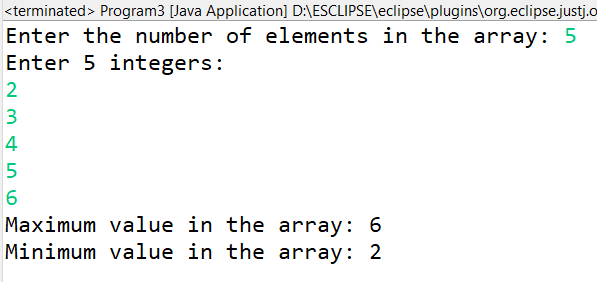 <terminated> Program3 [Java Application] D:\ESCLIPSE\eclipse\plugins\org.eclipse.justj.o
Enter the number of elements in the array: 5
Enter 5 integers:
2
3
4
5
6
Maximum value in the array: 6
Minimum value in the array: 2